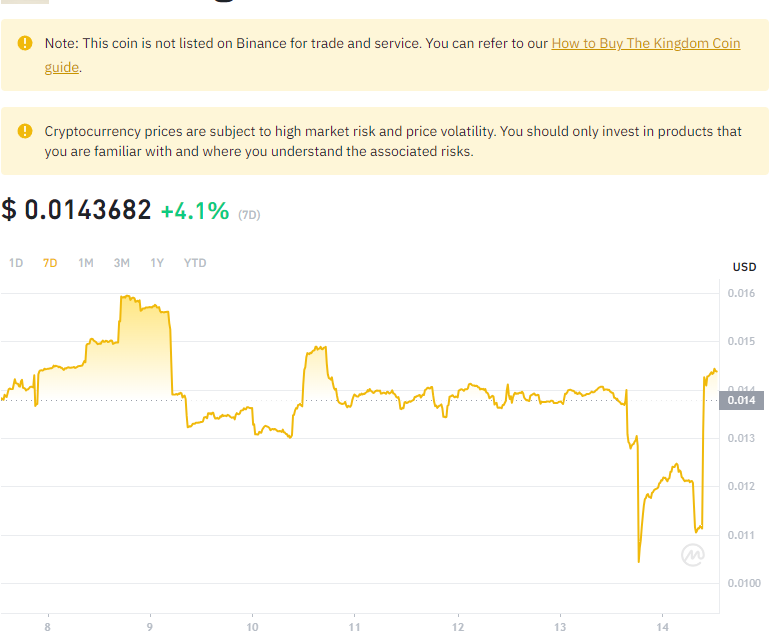 Note: This coin is not listed on Binance for trade and service. You can refer to our How to Buy The Kingdom Coin
guide.
Cryptocurrency prices are subject to high market risk and price volatility. You should only invest in products that
you are familiar with and where you understand the associated risks.
$ 0.0143682 +4.1% (7D)
1D 7D 1M 3M 1Y YTD
USD
0.016
0.015
0.014
0.014
0.013
0.012
0.011
0.0100
8 9 10 11 12 13 14